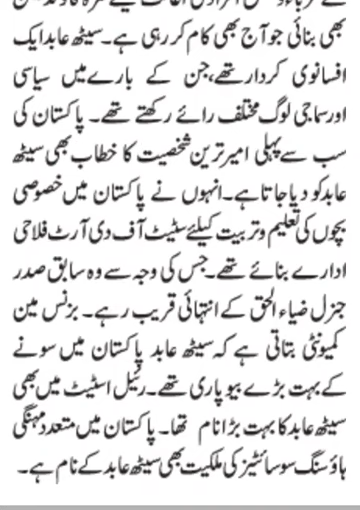 بھی بنائی جو آج بھی کام کر رہی ہے۔ سیٹھ عابد ایک
افسانوی کردار تھے، جن کے بارے میں سیاسی
اور سماجی لوگ مختلف رائے رکھتے تھے۔ پاکستان کی
سب سے پہلی امیر ترین شخصیت کا خطاب بھی سیٹھ
عابد کو دیا جاتا ہے۔ انہوں نے پاکستان میں خصوصی
بچوں کی تعلیم و تربیت کیلئے سٹیٹ آف دی آرٹ فلاحی
ادارے بنائے تھے۔ جس کی وجہ سے وہ سابق صدر
جنرل ضیاء الحق کے انتہائی قریب رہے۔ بزنس مین
کمیونٹی بتاتی ہے کہ سیٹھ عابد پاکستان میں سونے
کے بہت بڑے بیوپاری تھے۔ رئیل اسٹیٹ میں بھی
سیٹھ عابد کا بہت بڑا نام تھا۔ پاکستان میں متعدد مہنگی
ہاؤسنگ سوسائٹیز کی ملکیت بھی سیٹھ عابد کے نام ہے۔